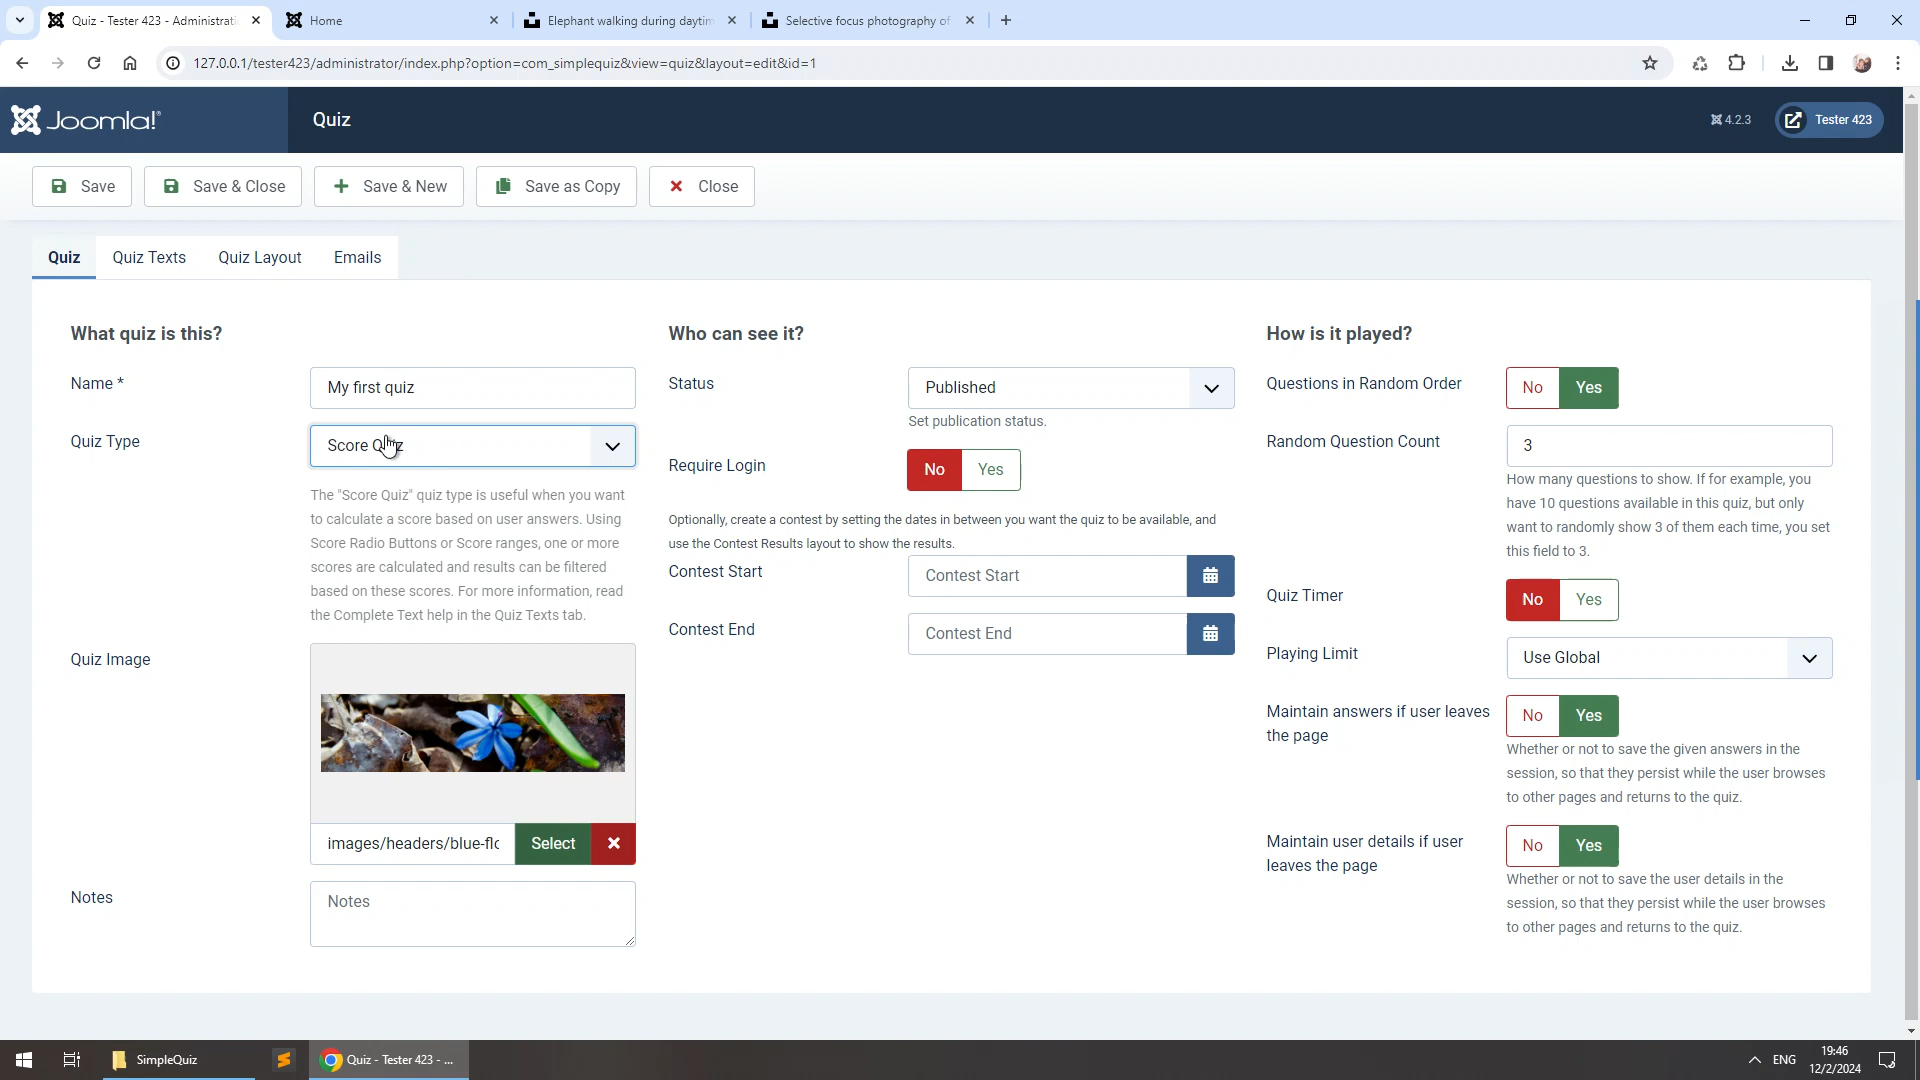 Quiz - Tester 423 - Administrati
Home
Elephant walking during daytim
Selective focus photography of
127.0.0.1/tester423/administrator/index.php?option=com_simplequiz&view=quiz&layout=edit&id=1
Joomla!
Quiz
4.2.3
Tester 423
Save
Save & Close
Save & New
Save as Copy
Close
Quiz
Quiz Texts
Quiz Layout
Emails
What quiz is this?
Name *
My first quiz
Quiz Type
Score Quiz
The "Score Quiz" quiz type is useful when you want
to calculate a score based on user answers. Using
Score Radio Buttons or Score ranges, one or more
scores are calculated and results can be filtered
based on these scores. For more information, read
the Complete Text help in the Quiz Texts tab.
Quiz Image
images/headers/blue-flo
Select
Notes
Notes
Who can see it?
Status
Published
Set publication status.
Require Login
No
Yes
Optionally, create a contest by setting the dates in between you want the quiz to be available, and
use the Contest Results layout to show the results.
Contest Start
Contest Start
Contest End
Contest End
How is it played?
Questions in Random Order
No
Yes
Random Question Count
3
How many questions to show. If for example, you
have 10 questions available in this quiz, but only
want to randomly show 3 of them each time, you set
this field to 3.
Quiz Timer
No
Yes
Playing Limit
Use Global
Maintain answers if user leaves
the page
No
Yes
Whether or not to save the given answers in the
session, so that they persist while the user browses
to other pages and returns to the quiz.
Maintain user details if user
leaves the page
No
Yes
Whether or not to save the user details in the
session, so that they persist while the user browses
to other pages and returns to the quiz.
SimpleQuiz
Quiz - Tester 423 - ...
ENG
19:46
12/2/2024